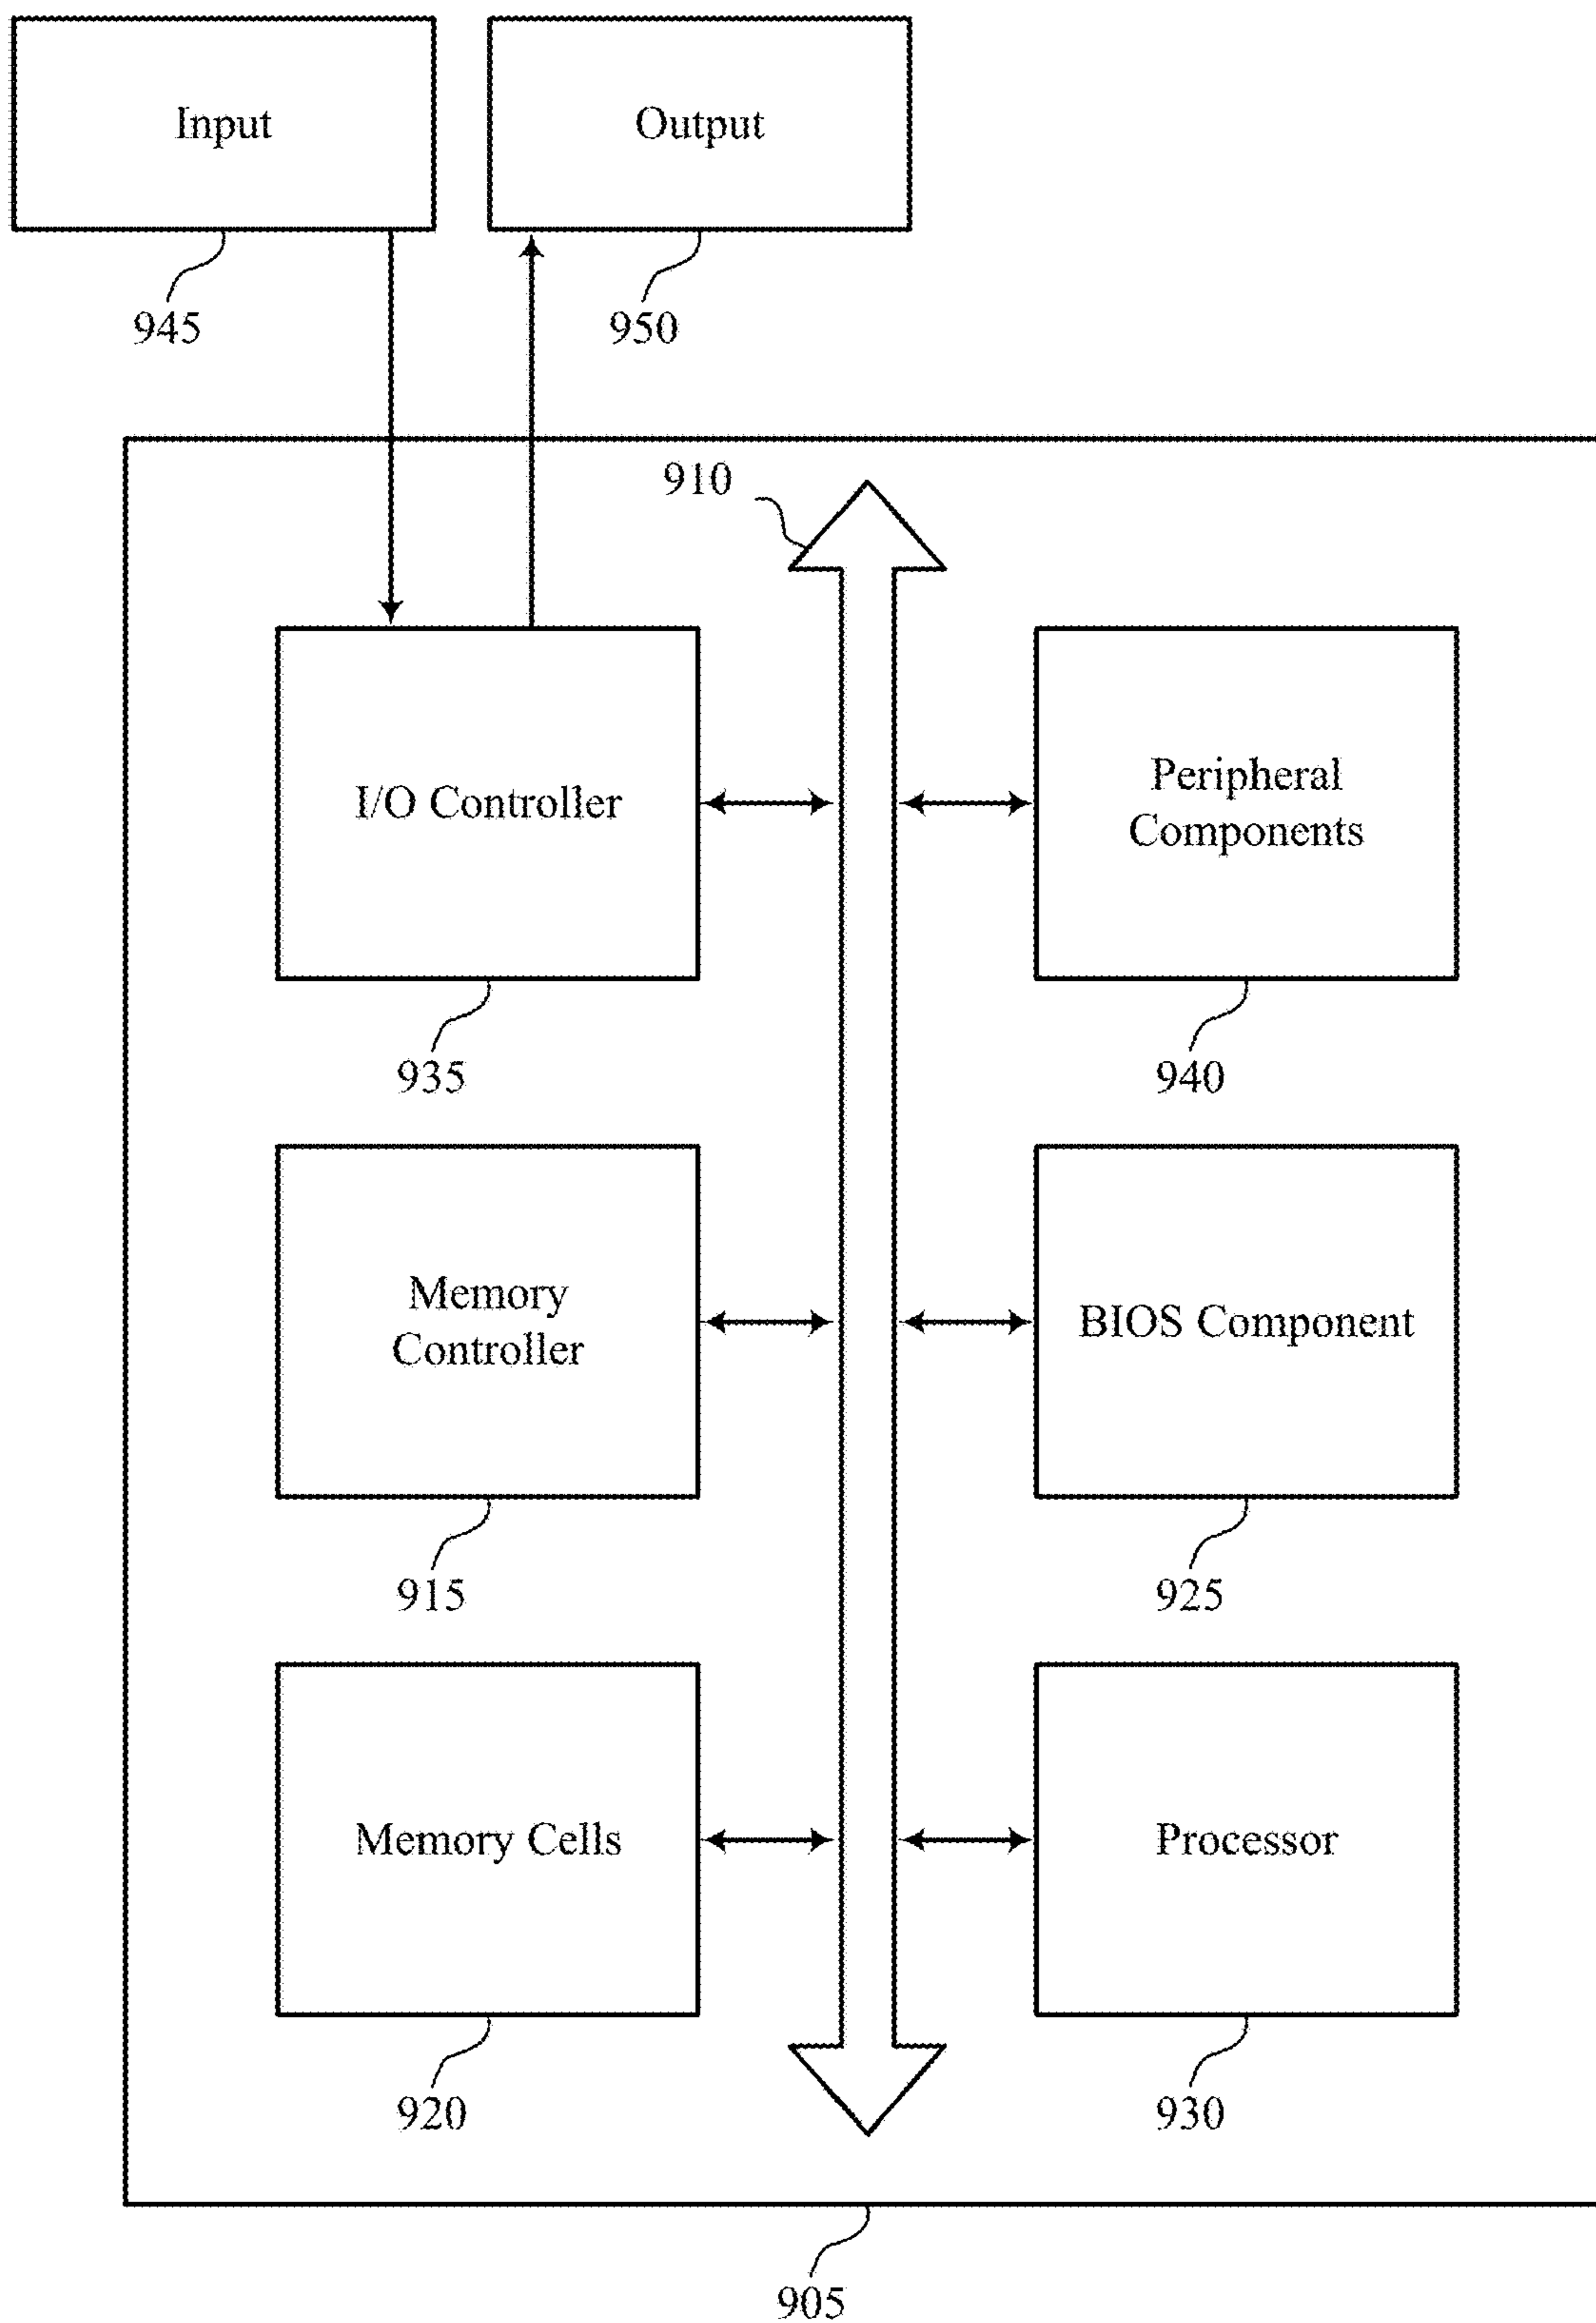 Input
Output
945
950
910
I/O Controller
Peripheral
Components
935
940
Memory
Controller
BIOS Component
915
925
Memory Cells
Processor
920
930
905